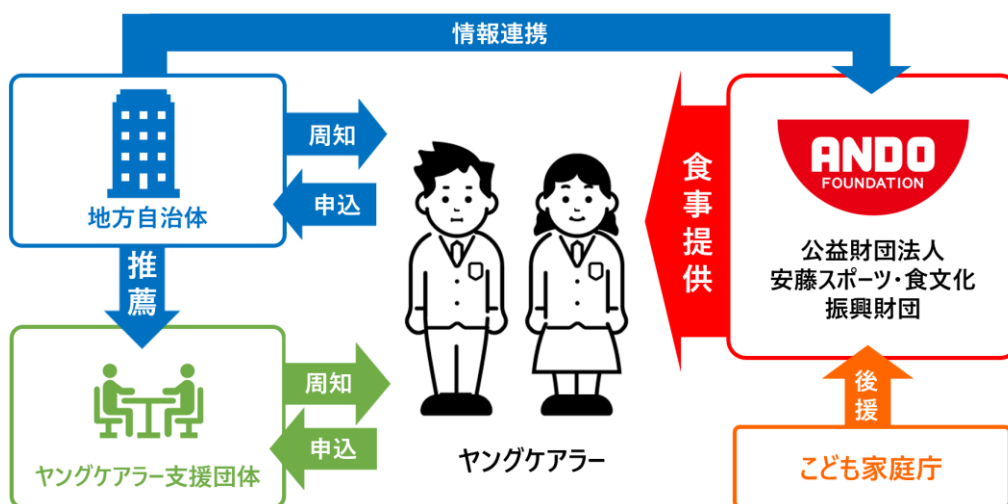 情報連携
地方自治体
周知
申込
推薦
ヤングケアラー支援団体
周知
申込
ヤングケアラー
食事提供
ANDO
FOUNDATION
公益財団法人
安藤スポーツ・食文化
振興財団
後援
こども家庭庁